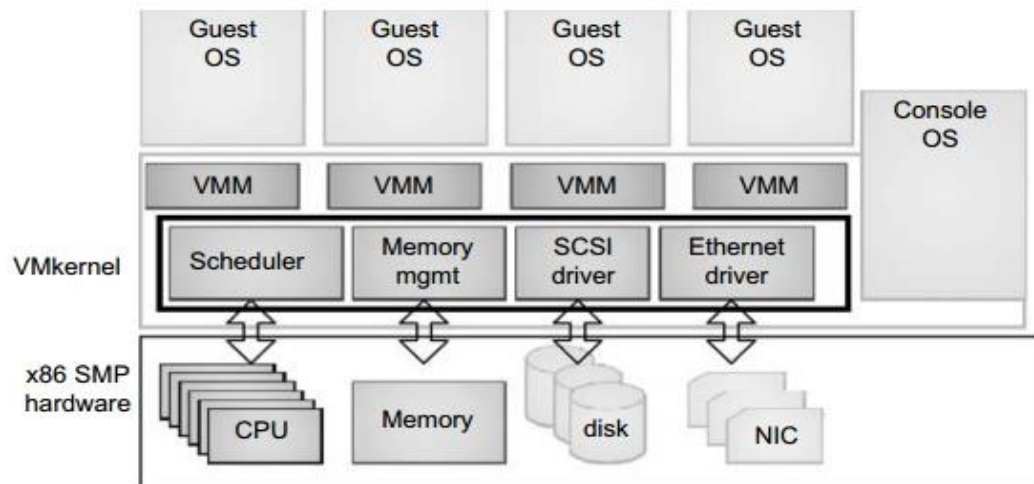 Guest
OS
Guest
OS
Guest
OS
Guest
OS
Console
OS
VMM
VMM
VMM
VMM
VMkernel
Scheduler
Memory
mgmt
SCSI
driver
Ethernet
driver
x86 SMP
hardware
CPU
Memory
disk
NIC